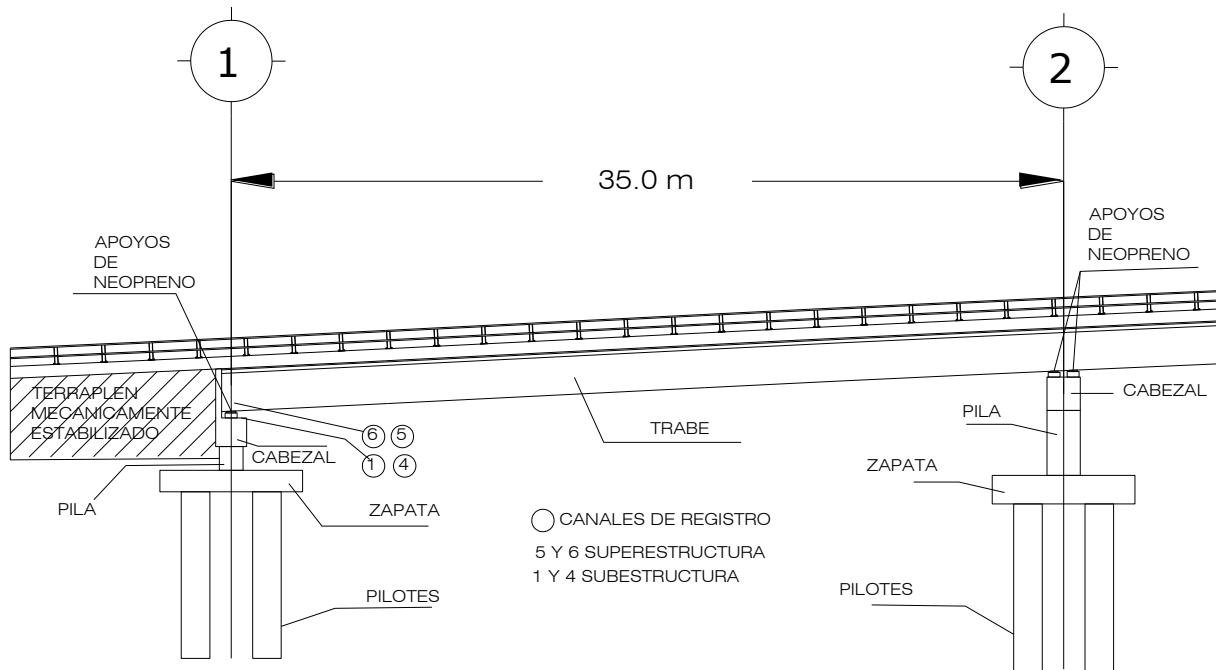 1
2
35.0 m
APOYOS
DE
NEOPRENO
APOYOS
DE
NEOPRENO
TERRAPLEN
MECANICAMENTE
ESTABILIZADO
CABEZAL
PILA
6 5
TRABE
CABEZAL
1 4
ZAPATA
PILA
ZAPATA
CANALES DE REGISTRO
5 Y 6 SUPERESTRUCTURA
1 Y 4 SUBESTRUCTURA
PILOTES
PILOTES